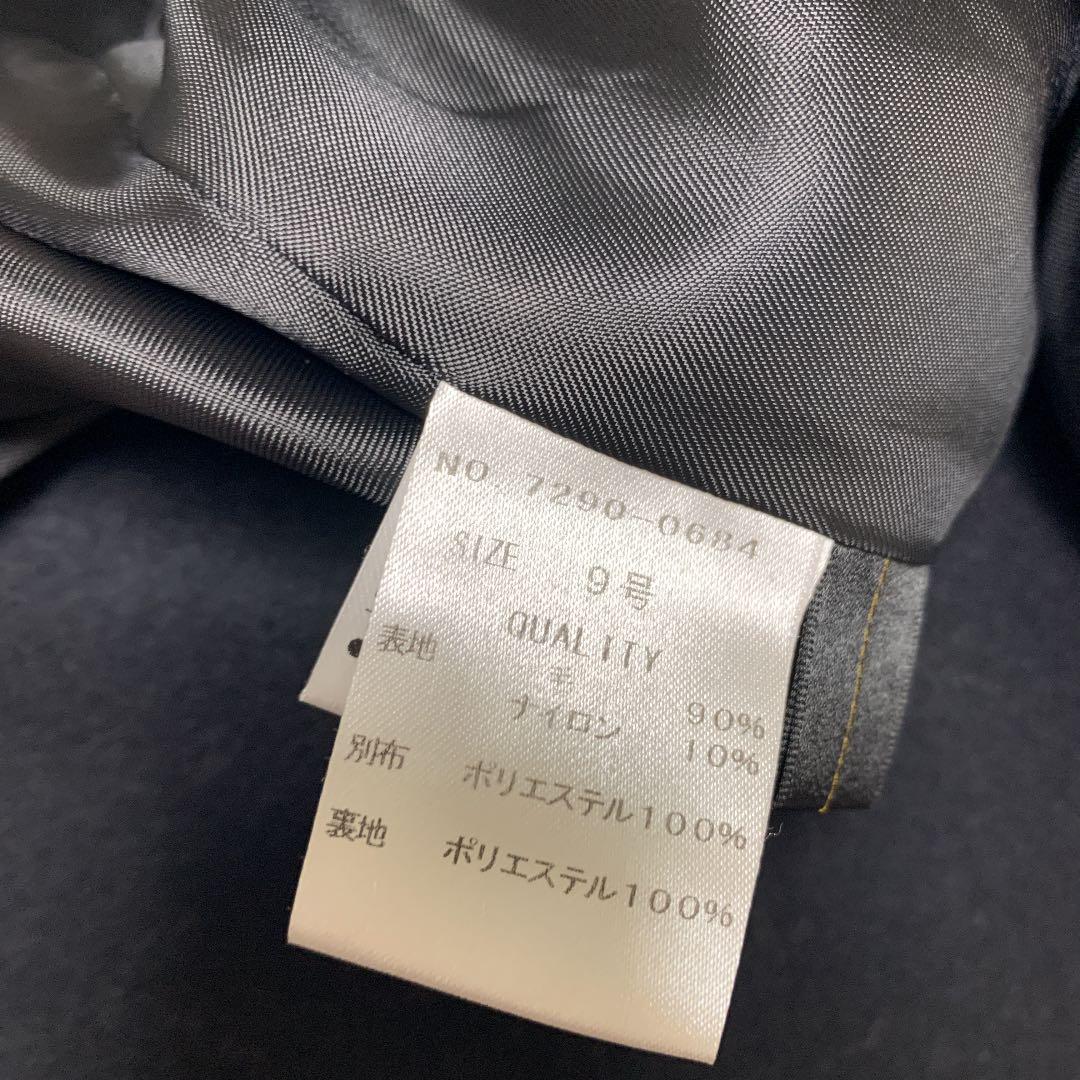 NO. 7290-0684
SIZE 9号
QUALITY
表地 毛 90%
ナイロン 10%
別布 ポリエステル100%
裏地 ポリエステル100%